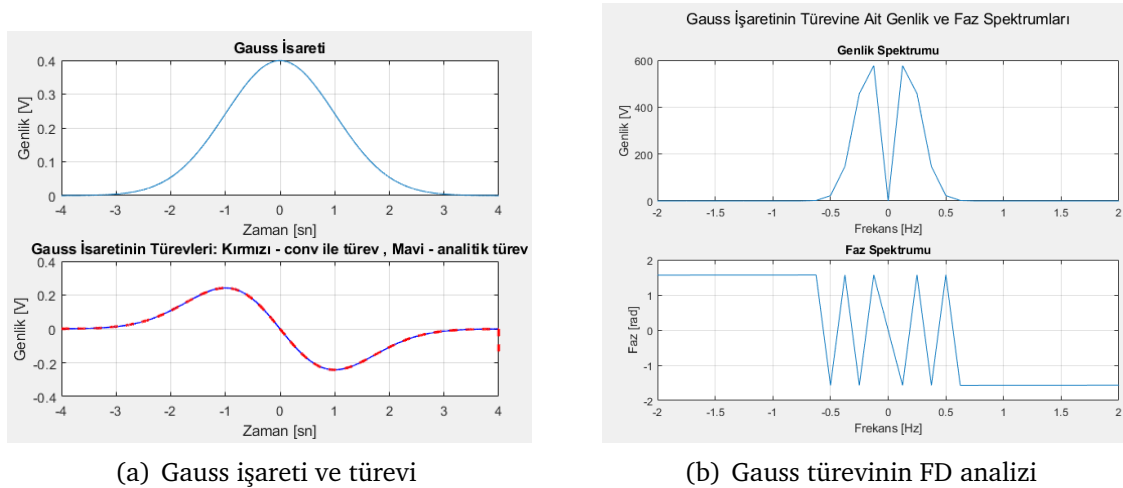 Gauss İsareti
0.4
0.3
0.2
0.1
0
Genlik [V]
-4 -3 -2 -1 0 1 2 3 4
Zaman [sn]
Gauss İsaretinin Türevleri: Kırmızı - conv ile türev , Mavi - analitik türev
0.4
0.2
0
-0.2
-0.4
Genlik [V]
-4 -3 -2 -1 0 1 2 3 4
Zaman [sn]
(a) Gauss işareti ve türevi
Gauss İşaretinin Türevine Ait Genlik ve Faz Spektrumları
Genlik Spektrumu
600
400
200
0
Genlik [V]
-2 -1.5 -1 -0.5 0 0.5 1 1.5 2
Frekans [Hz]
Faz Spektrumu
2
1
0
-1
-2
Faz [rad]
-2 -1.5 -1 -0.5 0 0.5 1 1.5 2
Frekans [Hz]
(b) Gauss türevinin FD analizi